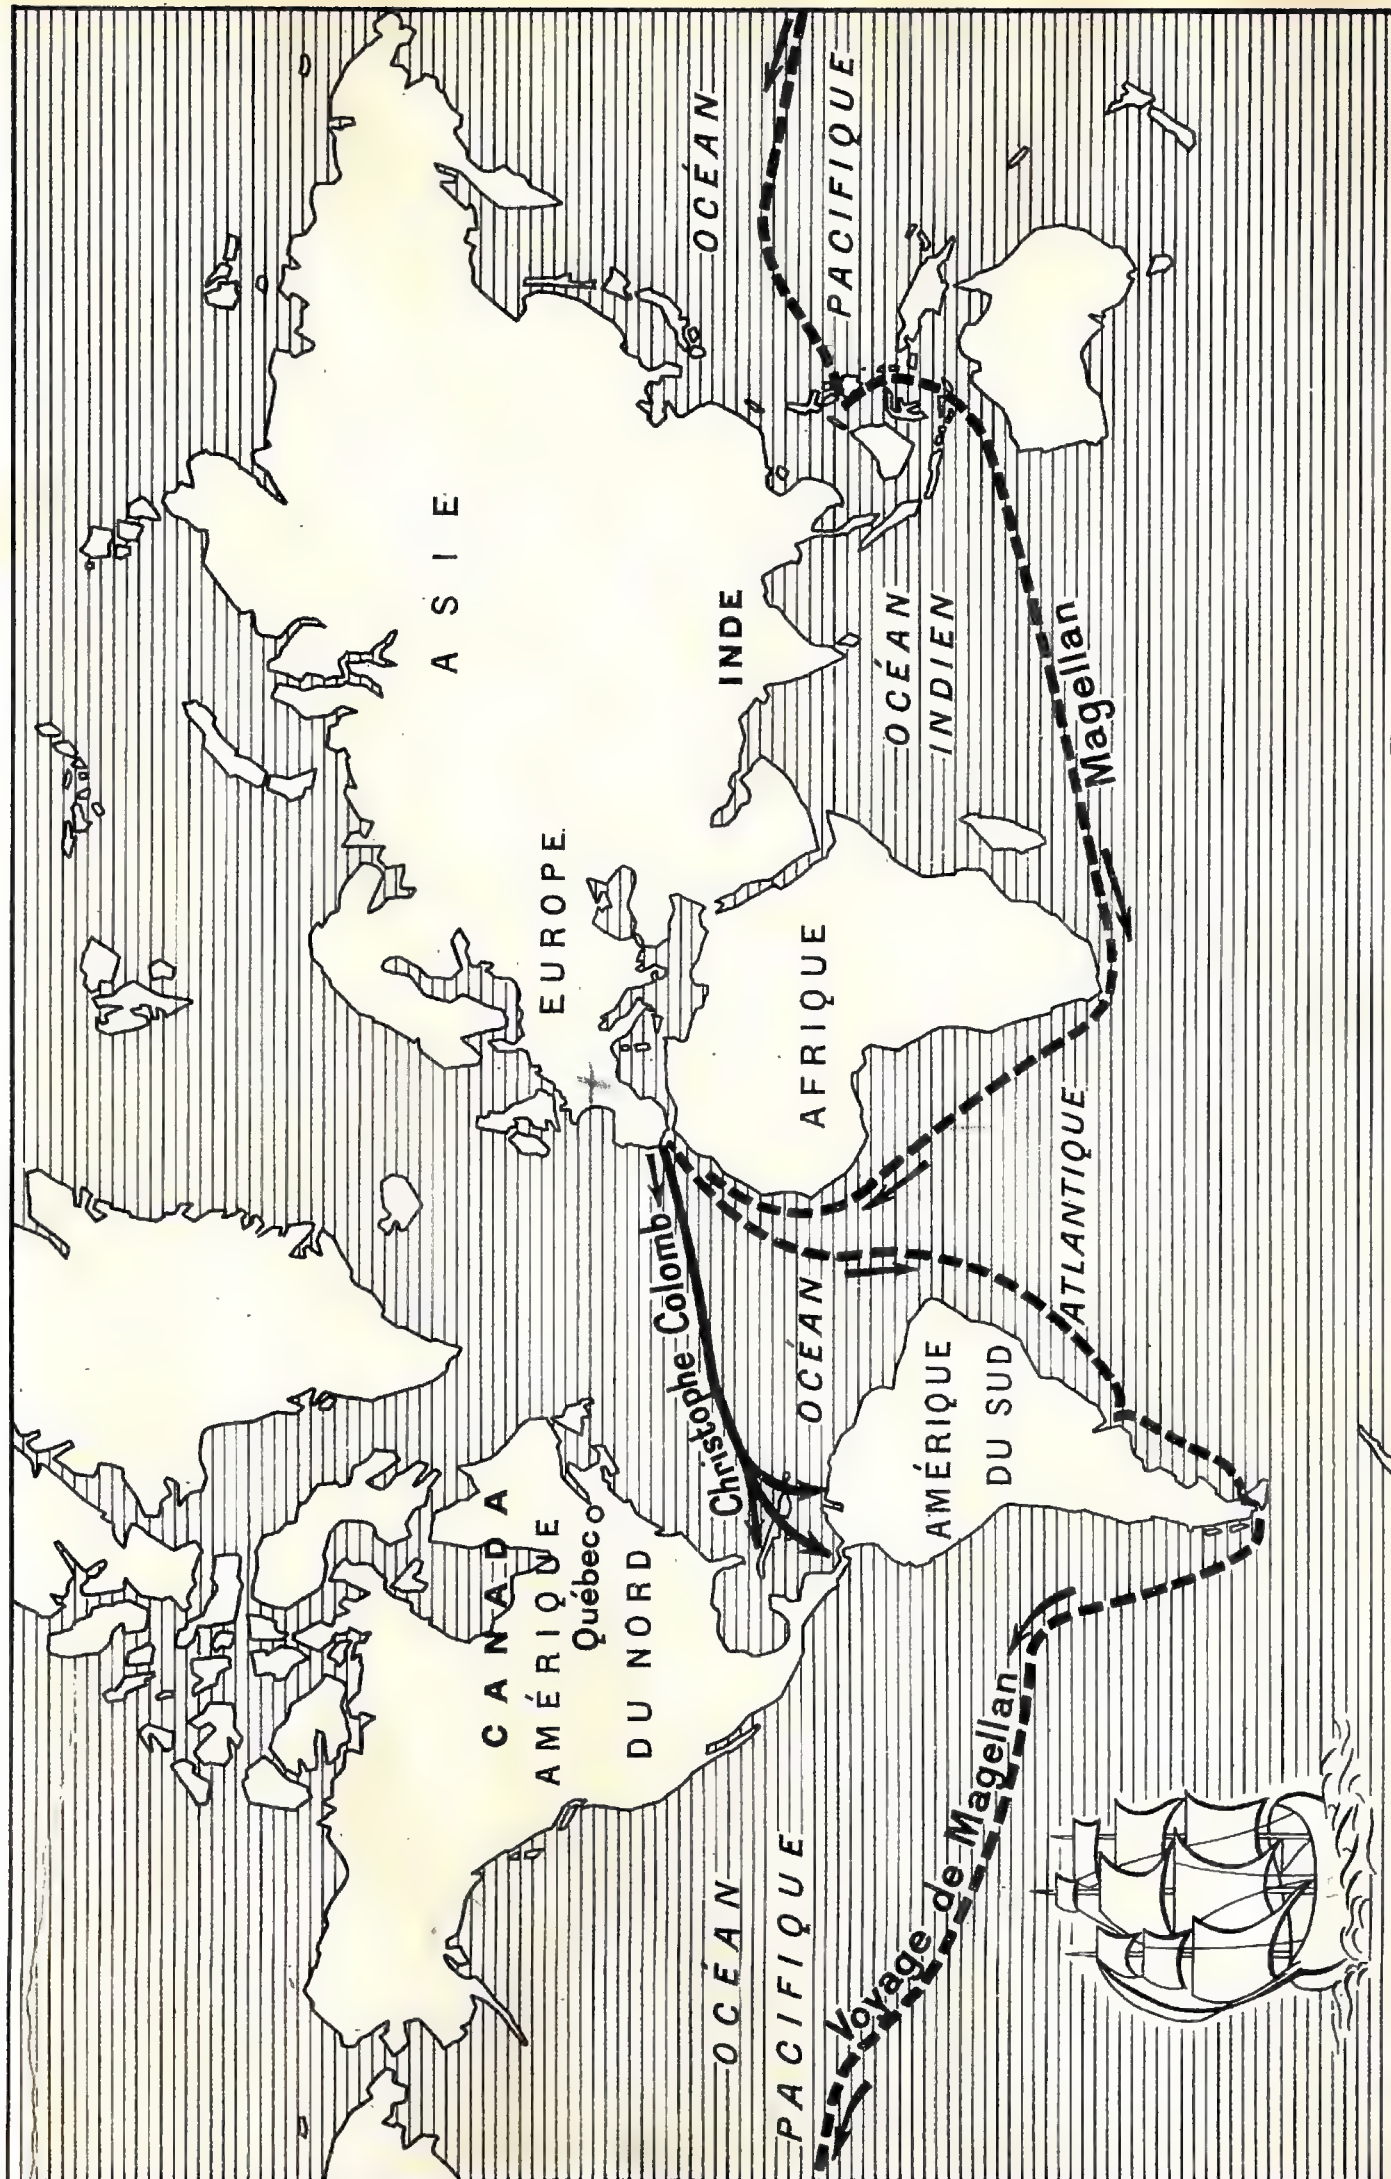 CANADA
AMÉRIQUE
Québec
DU NORD
OCÉAN
PACIFIQUE
Voyage de Magellan
Christophe Colomb
OCÉAN
ATLANTIQUE
AMÉRIQUE
DU SUD
EUROPE
AFRIQUE
ASIE
INDE
OCÉAN
INDIEN
Magellan
OCÉAN
PACIFIQUE